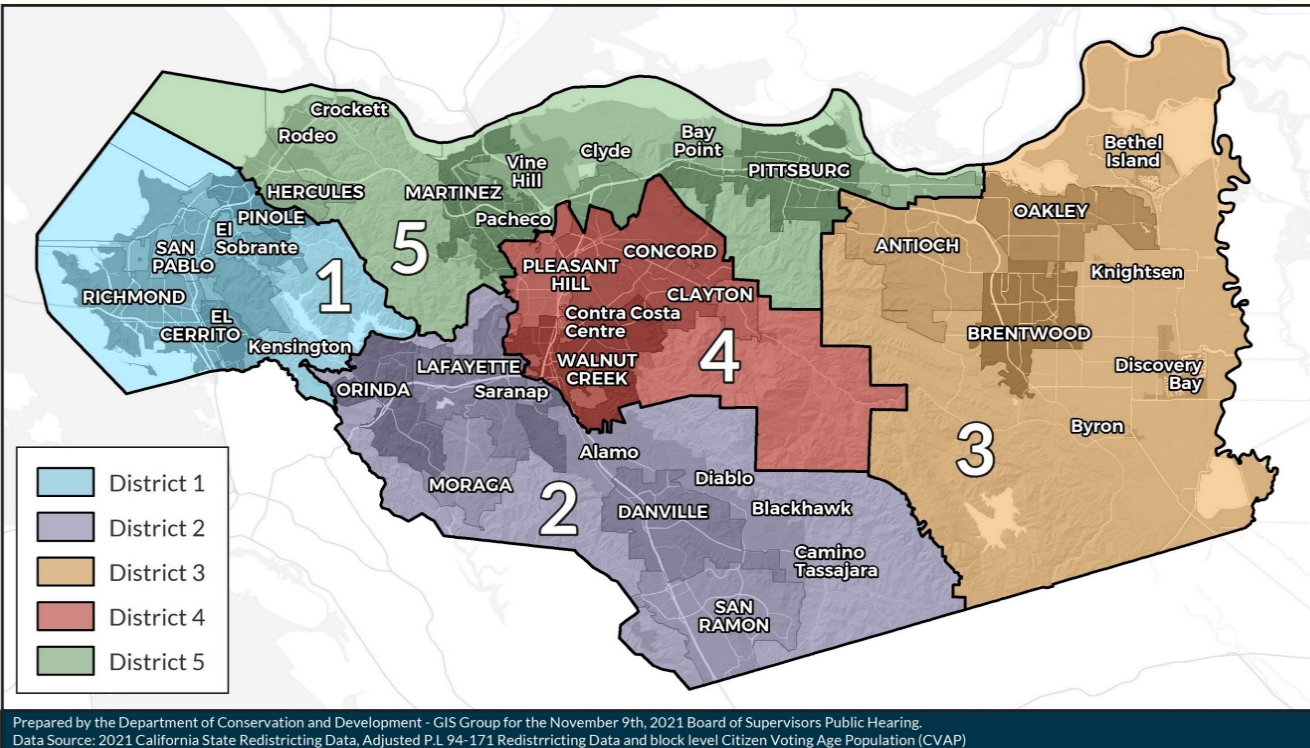 Crockett
Rodeo
HERCULES
MARTINEZ
Vine
Hill
Clyde
Bay
Point
PITTSBURG
Pacheco
5
PINOLE
El
Sobrante
SAN
PABLO
RICHMOND
EL
CERRITO
Kensington
1
PLEASANT
HILL
CONCORD
CLAYTON
Contra Costa
Centre
WALNUT
CREEK
4
Bethel
Island
OAKLEY
ANTIOCH
Knightsen
BRENTWOOD
Discovery
Bay
Byron
3
LAFAYETTE
ORINDA
Saranap
Alamo
MORAGA
2
Diablo
DANVILLE
Blackhawk
Camino
Tassajara
SAN
RAMON
District 1
District 2
District 3
District 4
District 5
Prepared by the Department of Conservation and Development - GIS Group for the November 9th, 2021 Board of Supervisors Public Hearing.
Data Source: 2021 California State Redistricting Data, Adjusted P.L 94-171 Redistrricting Data and block level Citizen Voting Age Population (CVAP)